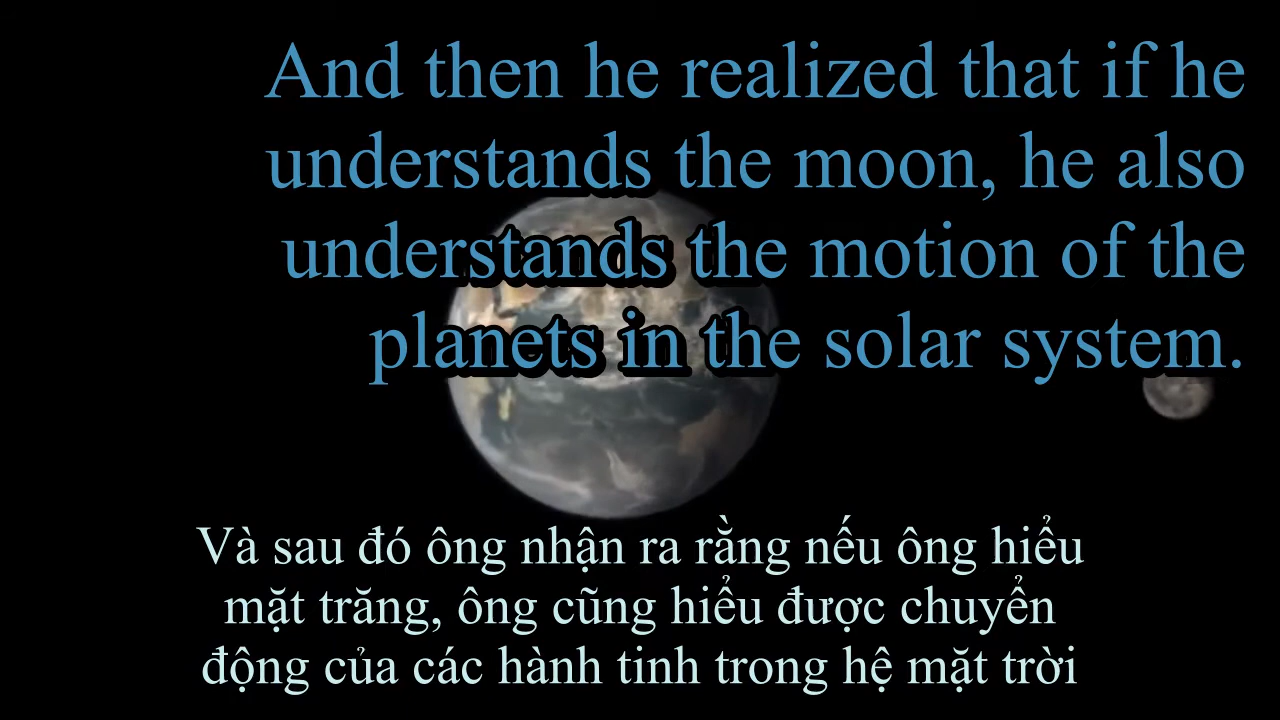 And then he realized that if he
understands the moon, he also
understands the motion of the
planets in the solar system.
Và sau đó ông nhận ra rằng nếu ông hiểu
mặt trăng, ông cũng hiểu được chuyển
động của các hành tinh trong hệ mặt trời